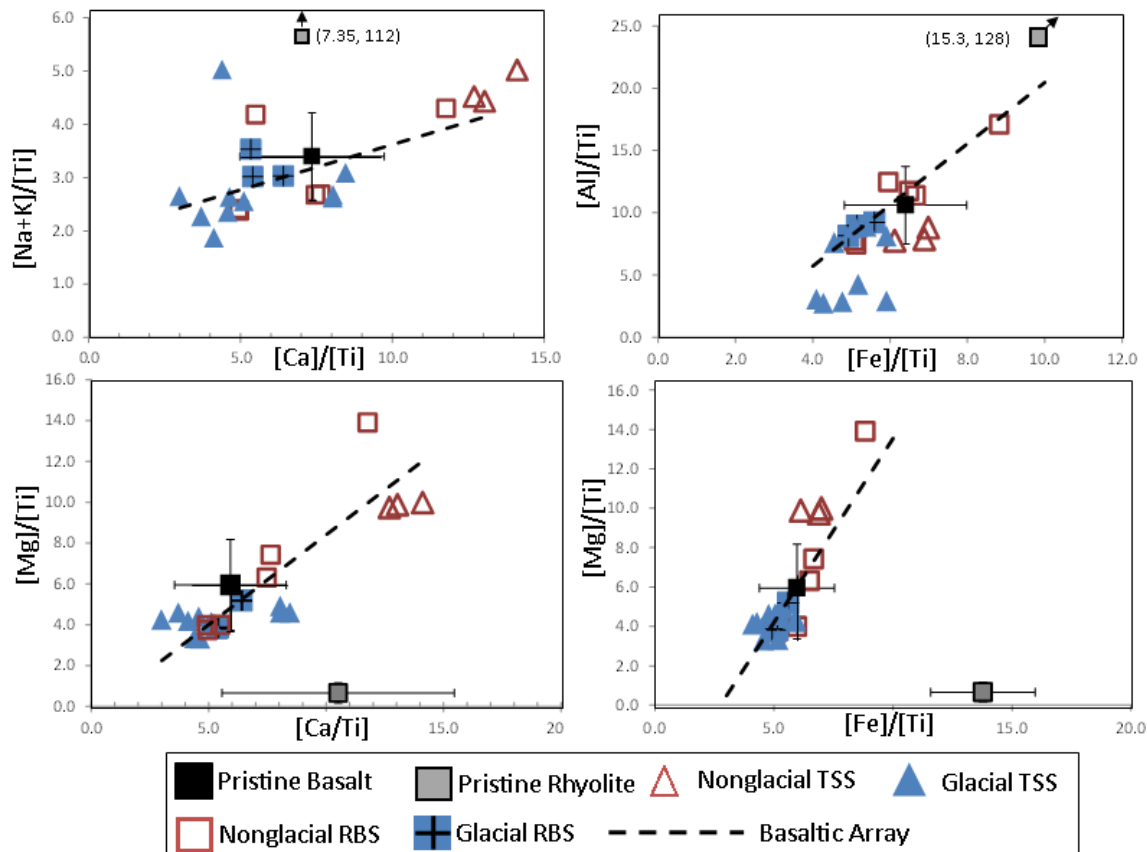 6.0
5.0
4.0
3.0
2.0
1.0
0.0
[Na+K]/[Ti]
(7.35, 112)
0.0 5.0 10.0 15.0
[Ca]/[Ti]
25.0
20.0
15.0
10.0
5.0
0.0
[Al]/[Ti]
(15.3, 128)
0.0 2.0 4.0 6.0 8.0 10.0 12.0
[Fe]/[Ti]
16.0
14.0
12.0
10.0
8.0
6.0
4.0
2.0
0.0
[Mg]/[Ti]
0.0 5.0 10.0 15.0 20
[Ca/Ti]
16.0
14.0
12.0
10.0
8.0
6.0
4.0
2.0
0.0
[Mg]/[Ti]
0.0 5.0 10.0 15.0 20.0
[Fe]/[Ti]
Pristine Basalt Pristine Rhyolite Nonglacial TSS Glacial TSS
Nonglacial RBS Glacial RBS Basaltic Array